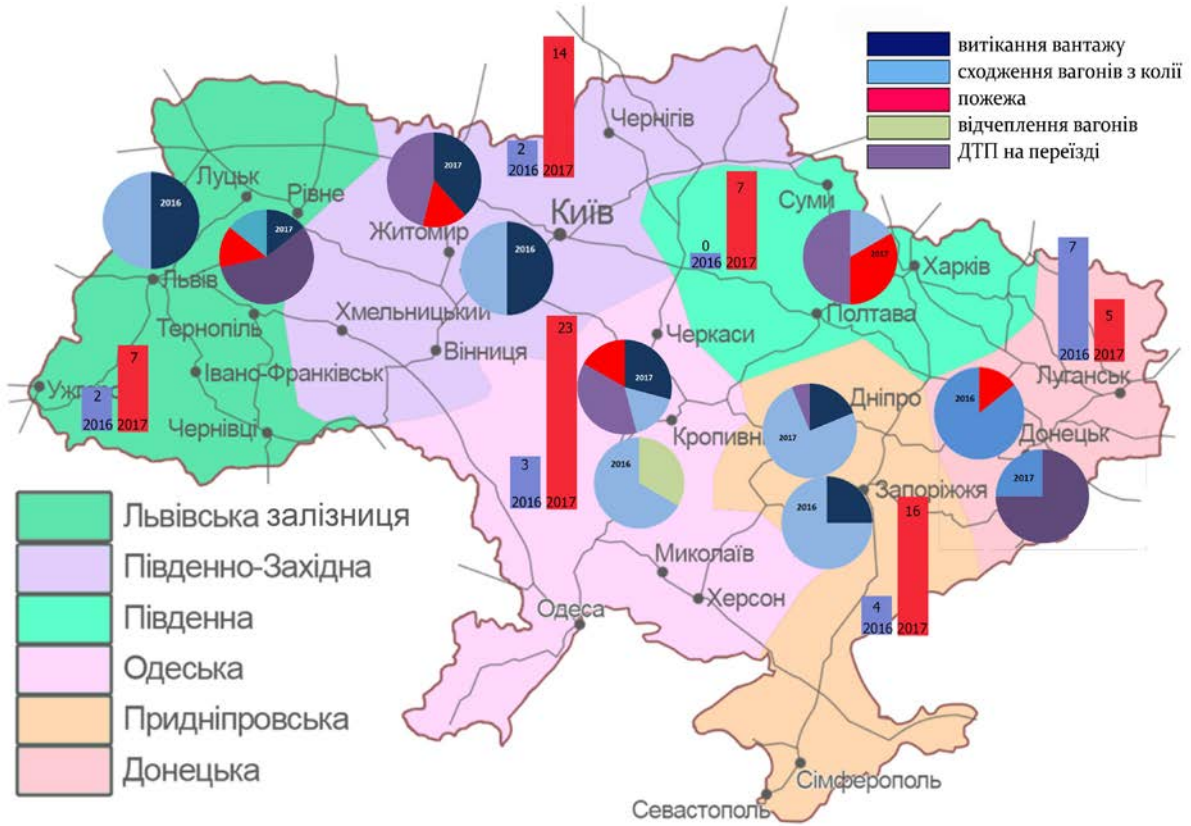 витікання вантажу
сходження вагонів з колії
пожежа
відчеплення вагонів
ДТП на переїзді
14
2
2016 2017
Чернігів
2017
7
Суми
0
2016 2017
Луцьк
Рівне
2016
2017
Київ
Житомир
2016
2017
Харків
7
5
2016 2017
Львів
Тернопіль
Хмельницький
Вінниця
23
Черкаси
Полтава
Луганськ
7
2
2016 2017
Івано-Франківськ
Чернівці
2017
3
2016 2017
2016
Дніпро
2017
2016
Донецьк
2017
Запоріжжя
2016
16
4
2016 2017
Миколаїв
Херсон
Одеса
Сімферополь
Севастополь
Львівська залізниця
Південно-Західна
Південна
Одеська
Придніпровська
Донецька